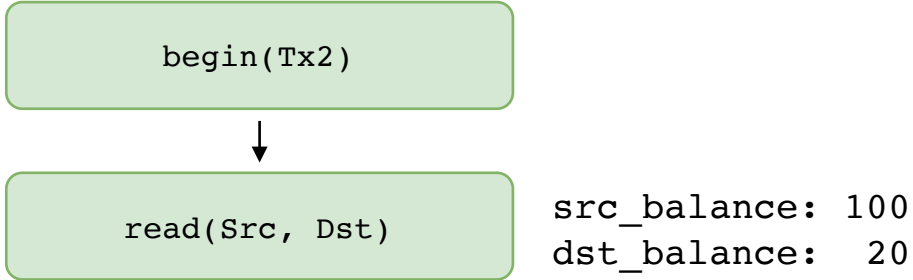 begin(Tx2)
read(Src, Dst)
src_balance: 100
dst_balance:  20